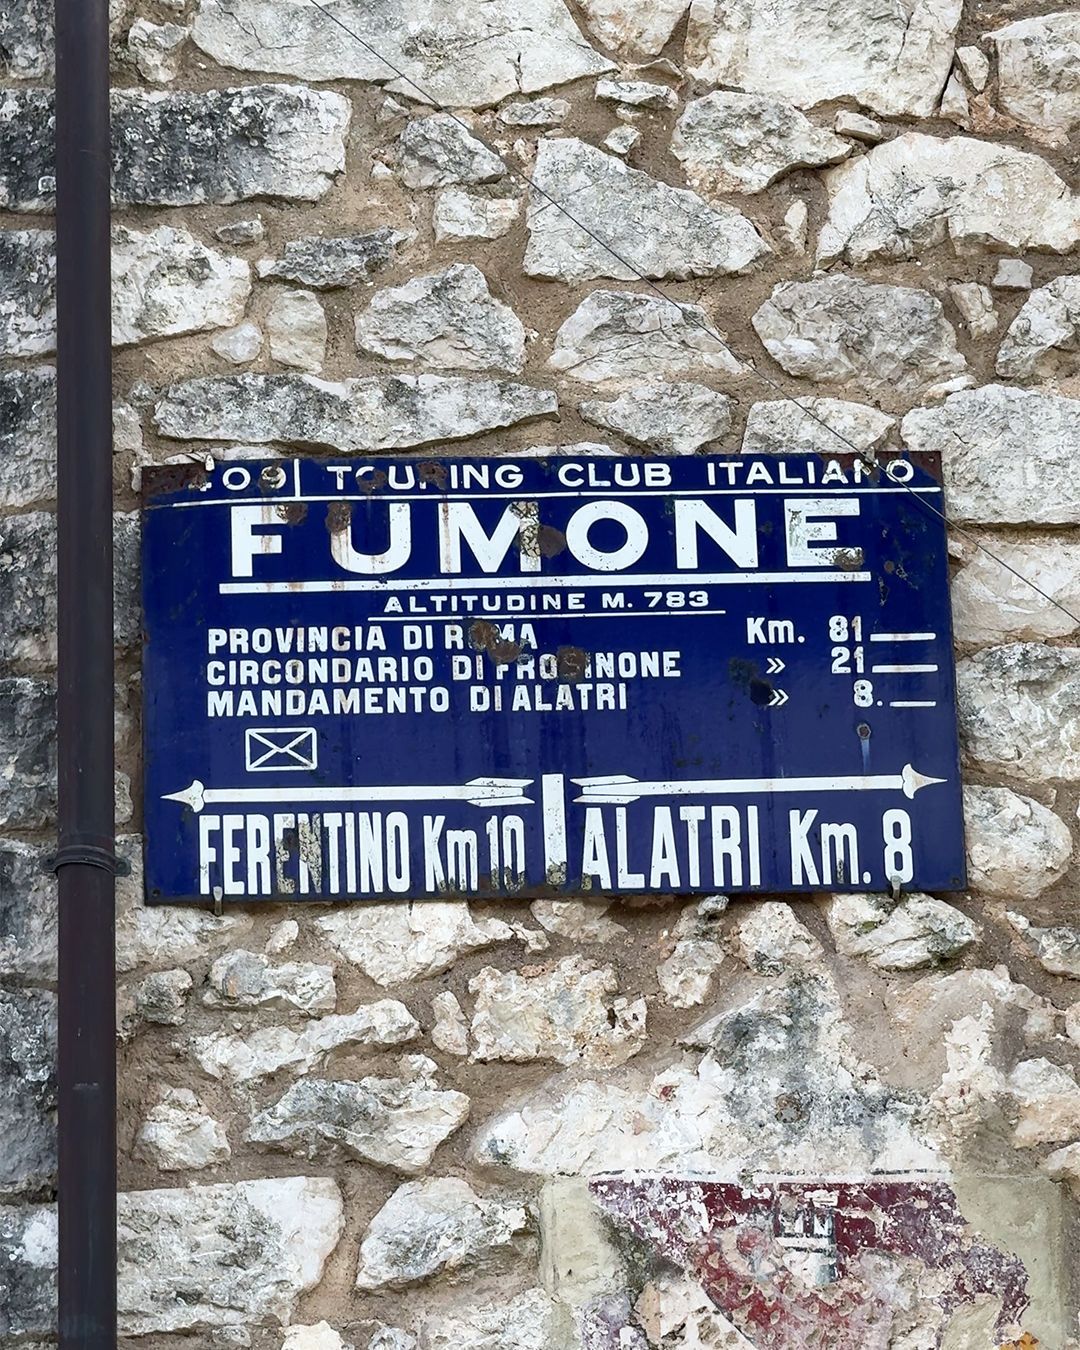 409 TOURING CLUB ITALIANO
FUMONE
ALTITUDINE M. 783
PROVINCIA DI ROMA Km. 81
CIRCONDARIO DI FROSINONE » 21
MANDAMENTO DI ALATRI » 8.
FERENTINO Km 10 ALATRI Km. 8